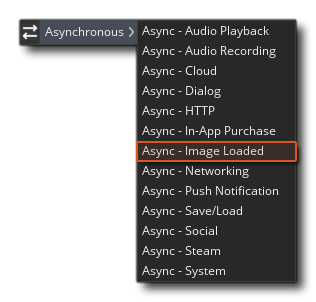 Asynchronous
Async - Audio Playback
Async - Audio Recording
Async - Cloud
Async - Dialog
Async - HTTP
Async - In-App Purchase
Async - Image Loaded
Async - Networking
Async - Push Notification
Async - Save/Load
Async - Social
Async - Steam
Async - System